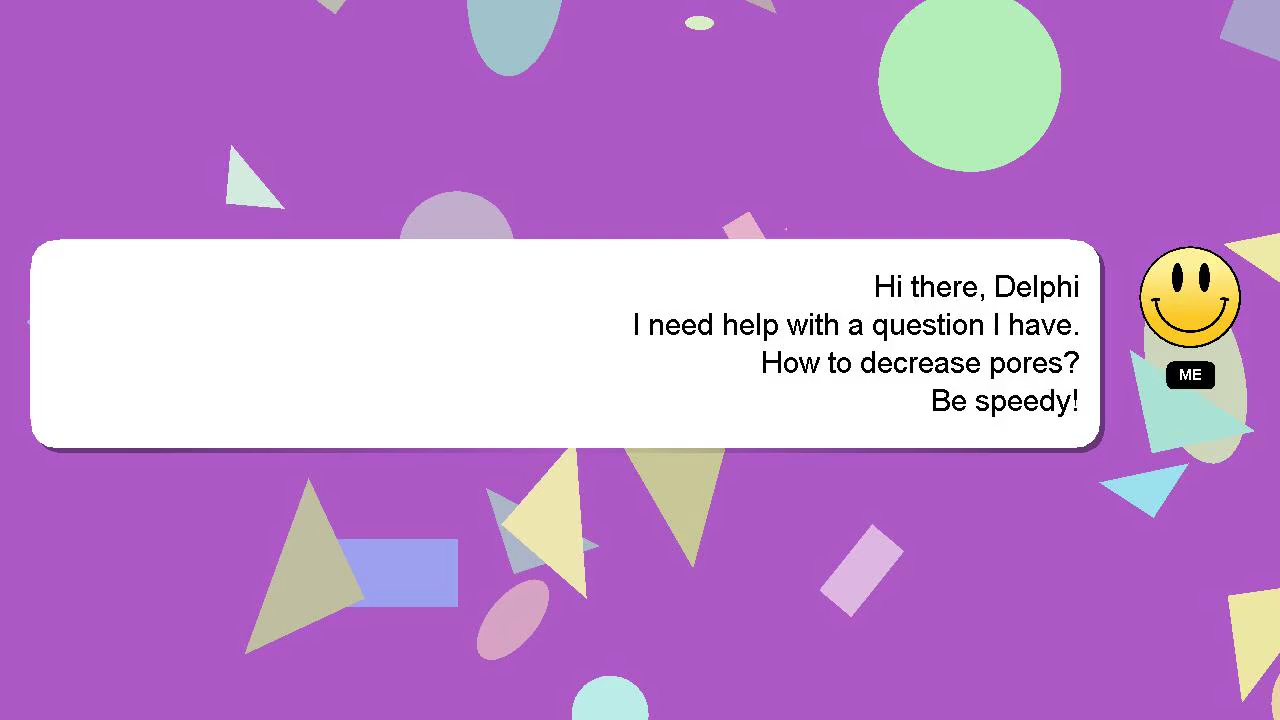 Hi there, Delphi
I need help with a question I have.
How to decrease pores?
Be speedy!
ME